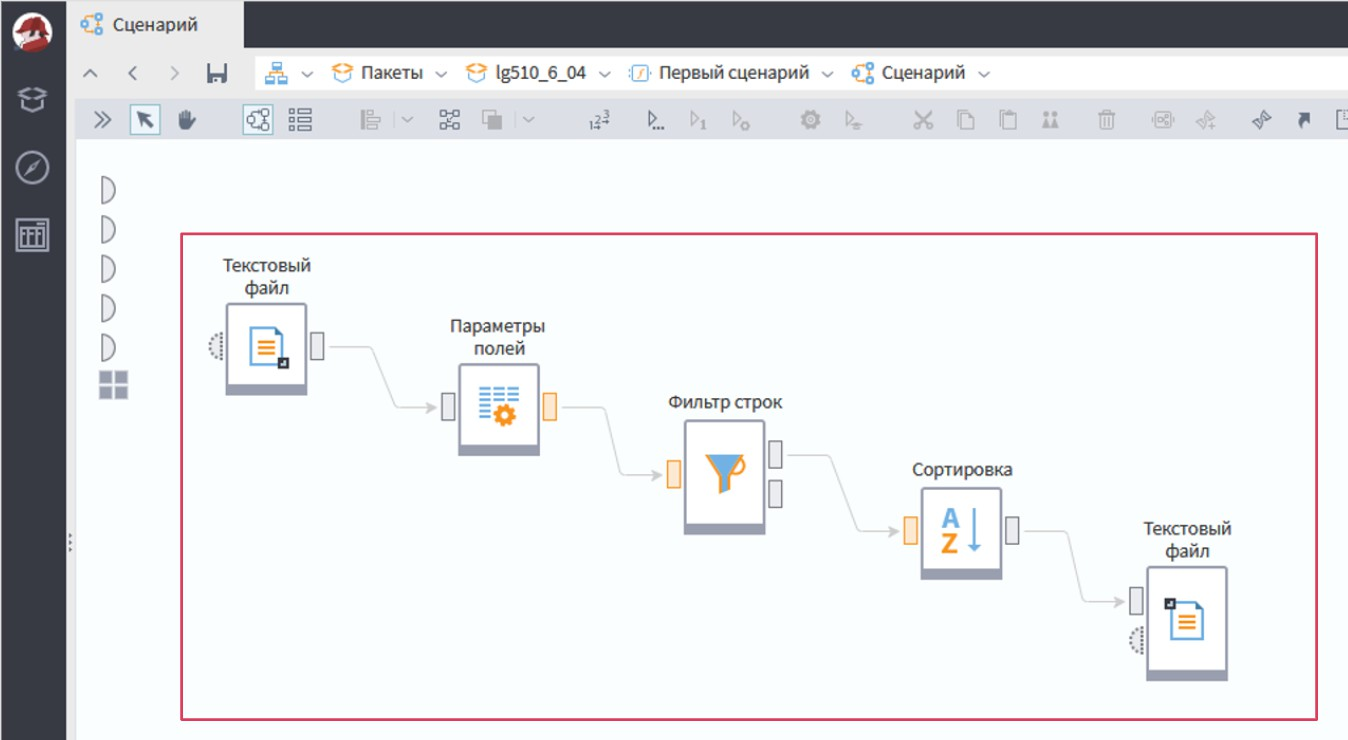 Сценарий
Пакеты lg510_6_04 Первый сценарий Сценарий
Текстовый
файл
Параметры
полей
Фильтр строк
Сортировка
A
Z
Текстовый
файл